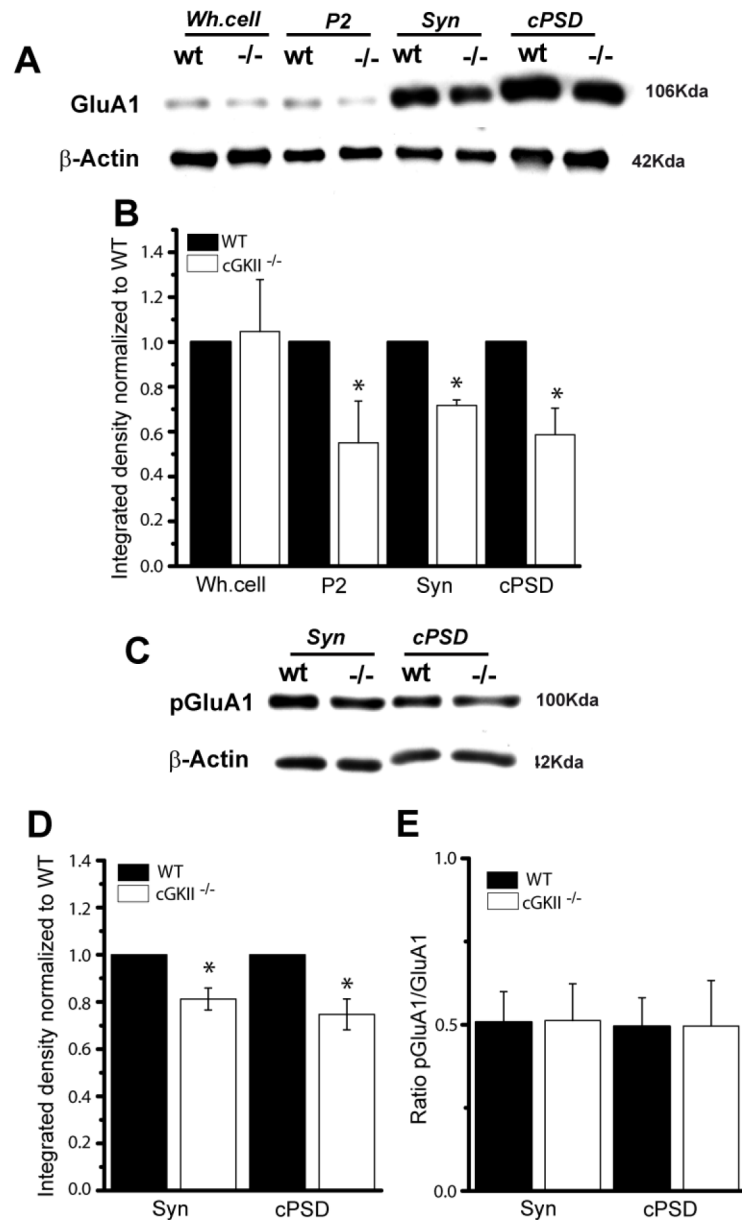 Wh.cell P2 Syn cPSD
A wt -/- wt -/- wt -/- wt -/-
GluA1 106Kda
β-Actin 42Kda
B
WT
cGKII -/-
Integrated density normalized to WT
1.4
1.2
1.0
0.8
0.6
0.4
0.2
0.0
* * *
Wh.cell P2 Syn cPSD
C Syn cPSD
wt -/- wt -/-
pGluA1 100Kda
β-Actin 42Kda
D
WT
cGKII -/-
Integrated density normalized to WT
1.4
1.2
1.0
0.8
0.6
0.4
0.2
0.0
* *
Syn cPSD
E
WT
cGKII -/-
Ratio pGluA1/GluA1
1.0
0.5
0.0
Syn cPSD